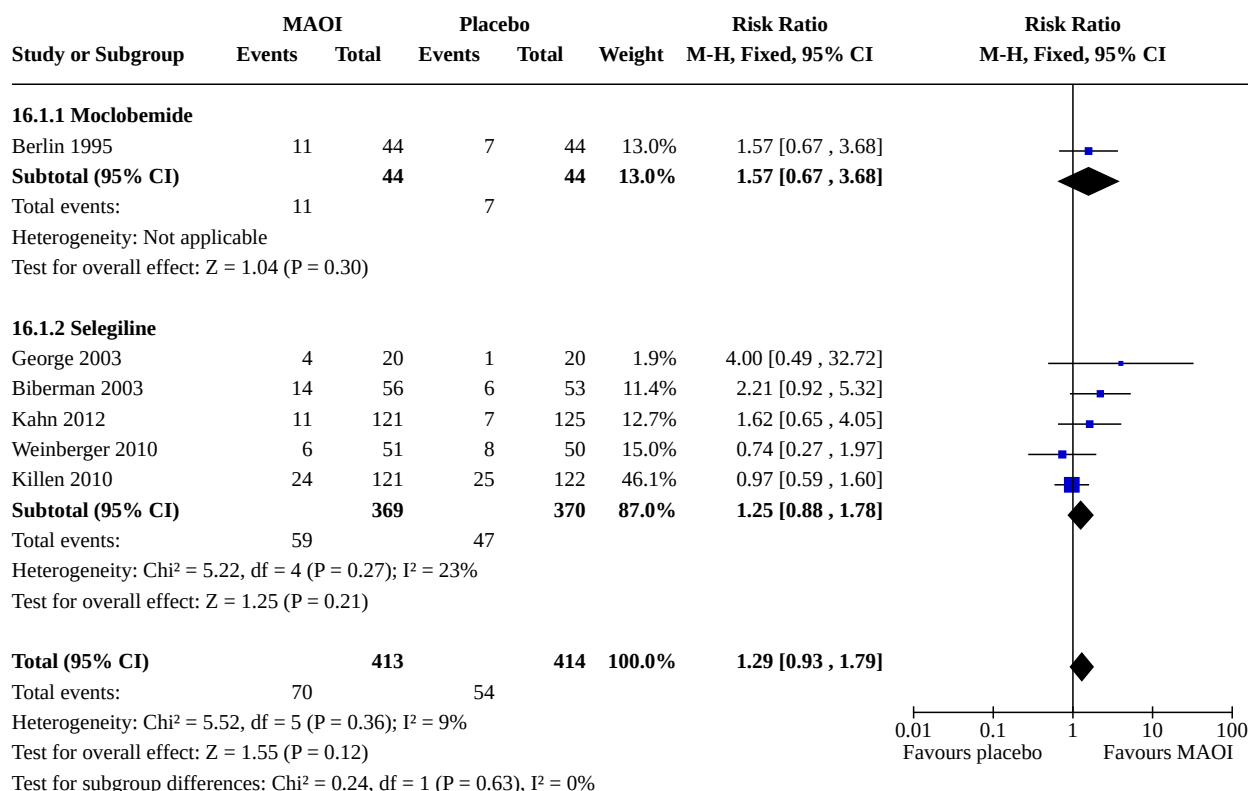 MAOI Placebo Risk Ratio Risk Ratio
Study or Subgroup Events Total Events Total Weight M-H, Fixed, 95% CI M-H, Fixed, 95% CI
16.1.1 Moclobemide
Berlin 1995 11 44 7 44 13.0% 1.57 [0.67 , 3.68]
Subtotal (95% CI) 44 44 13.0% 1.57 [0.67 , 3.68]
Total events: 11 7
Heterogeneity: Not applicable
Test for overall effect: Z = 1.04 (P = 0.30)
16.1.2 Selegiline
George 2003 4 20 1 20 1.9% 4.00 [0.49 , 32.72]
Biberman 2003 14 56 6 53 11.4% 2.21 [0.92 , 5.32]
Kahn 2012 11 121 7 125 12.7% 1.62 [0.65 , 4.05]
Weinberger 2010 6 51 8 50 15.0% 0.74 [0.27 , 1.97]
Killen 2010 24 121 25 122 46.1% 0.97 [0.59 , 1.60]
Subtotal (95% CI) 369 370 87.0% 1.25 [0.88 , 1.78]
Total events: 59 47
Heterogeneity: Chi² = 5.22, df = 4 (P = 0.27); I² = 23%
Test for overall effect: Z = 1.25 (P = 0.21)
Total (95% CI) 413 414 100.0% 1.29 [0.93 , 1.79]
Total events: 70 54
Heterogeneity: Chi² = 5.52, df = 5 (P = 0.36); I² = 9%
Test for overall effect: Z = 1.55 (P = 0.12)
Test for subgroup differences: Chi² = 0.24, df = 1 (P = 0.63), I² = 0%
0.01 0.1 1 10 100
Favours placebo Favours MAOI